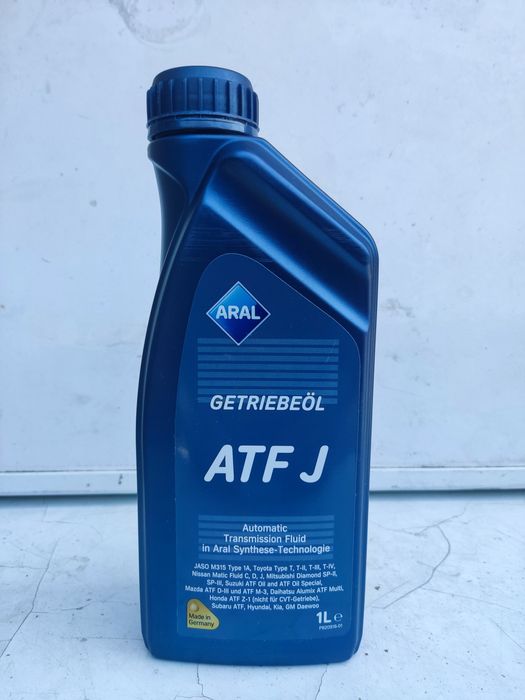 ARAL
GETRIEBEÖL
ATF J
Automatic
Transmission Fluid
in Aral Synthese-Technologie
JASO M315 Type 1A, Toyota Type T, T-II, T-III, T-IV,
Nissan Matic Fluid C, D, J, Mitsubishi Diamond SP-II,
SP-III, Suzuki ATF Oil and ATF Oil Special,
Mazda ATF D-III und ATF M-3, Daihatsu Alumix ATF Multi,
Honda ATF Z-1 (nicht für CVT-Getriebe),
Subaru ATF, Hyundai, Kia, GM Daewoo
Made in
Germany
1L e